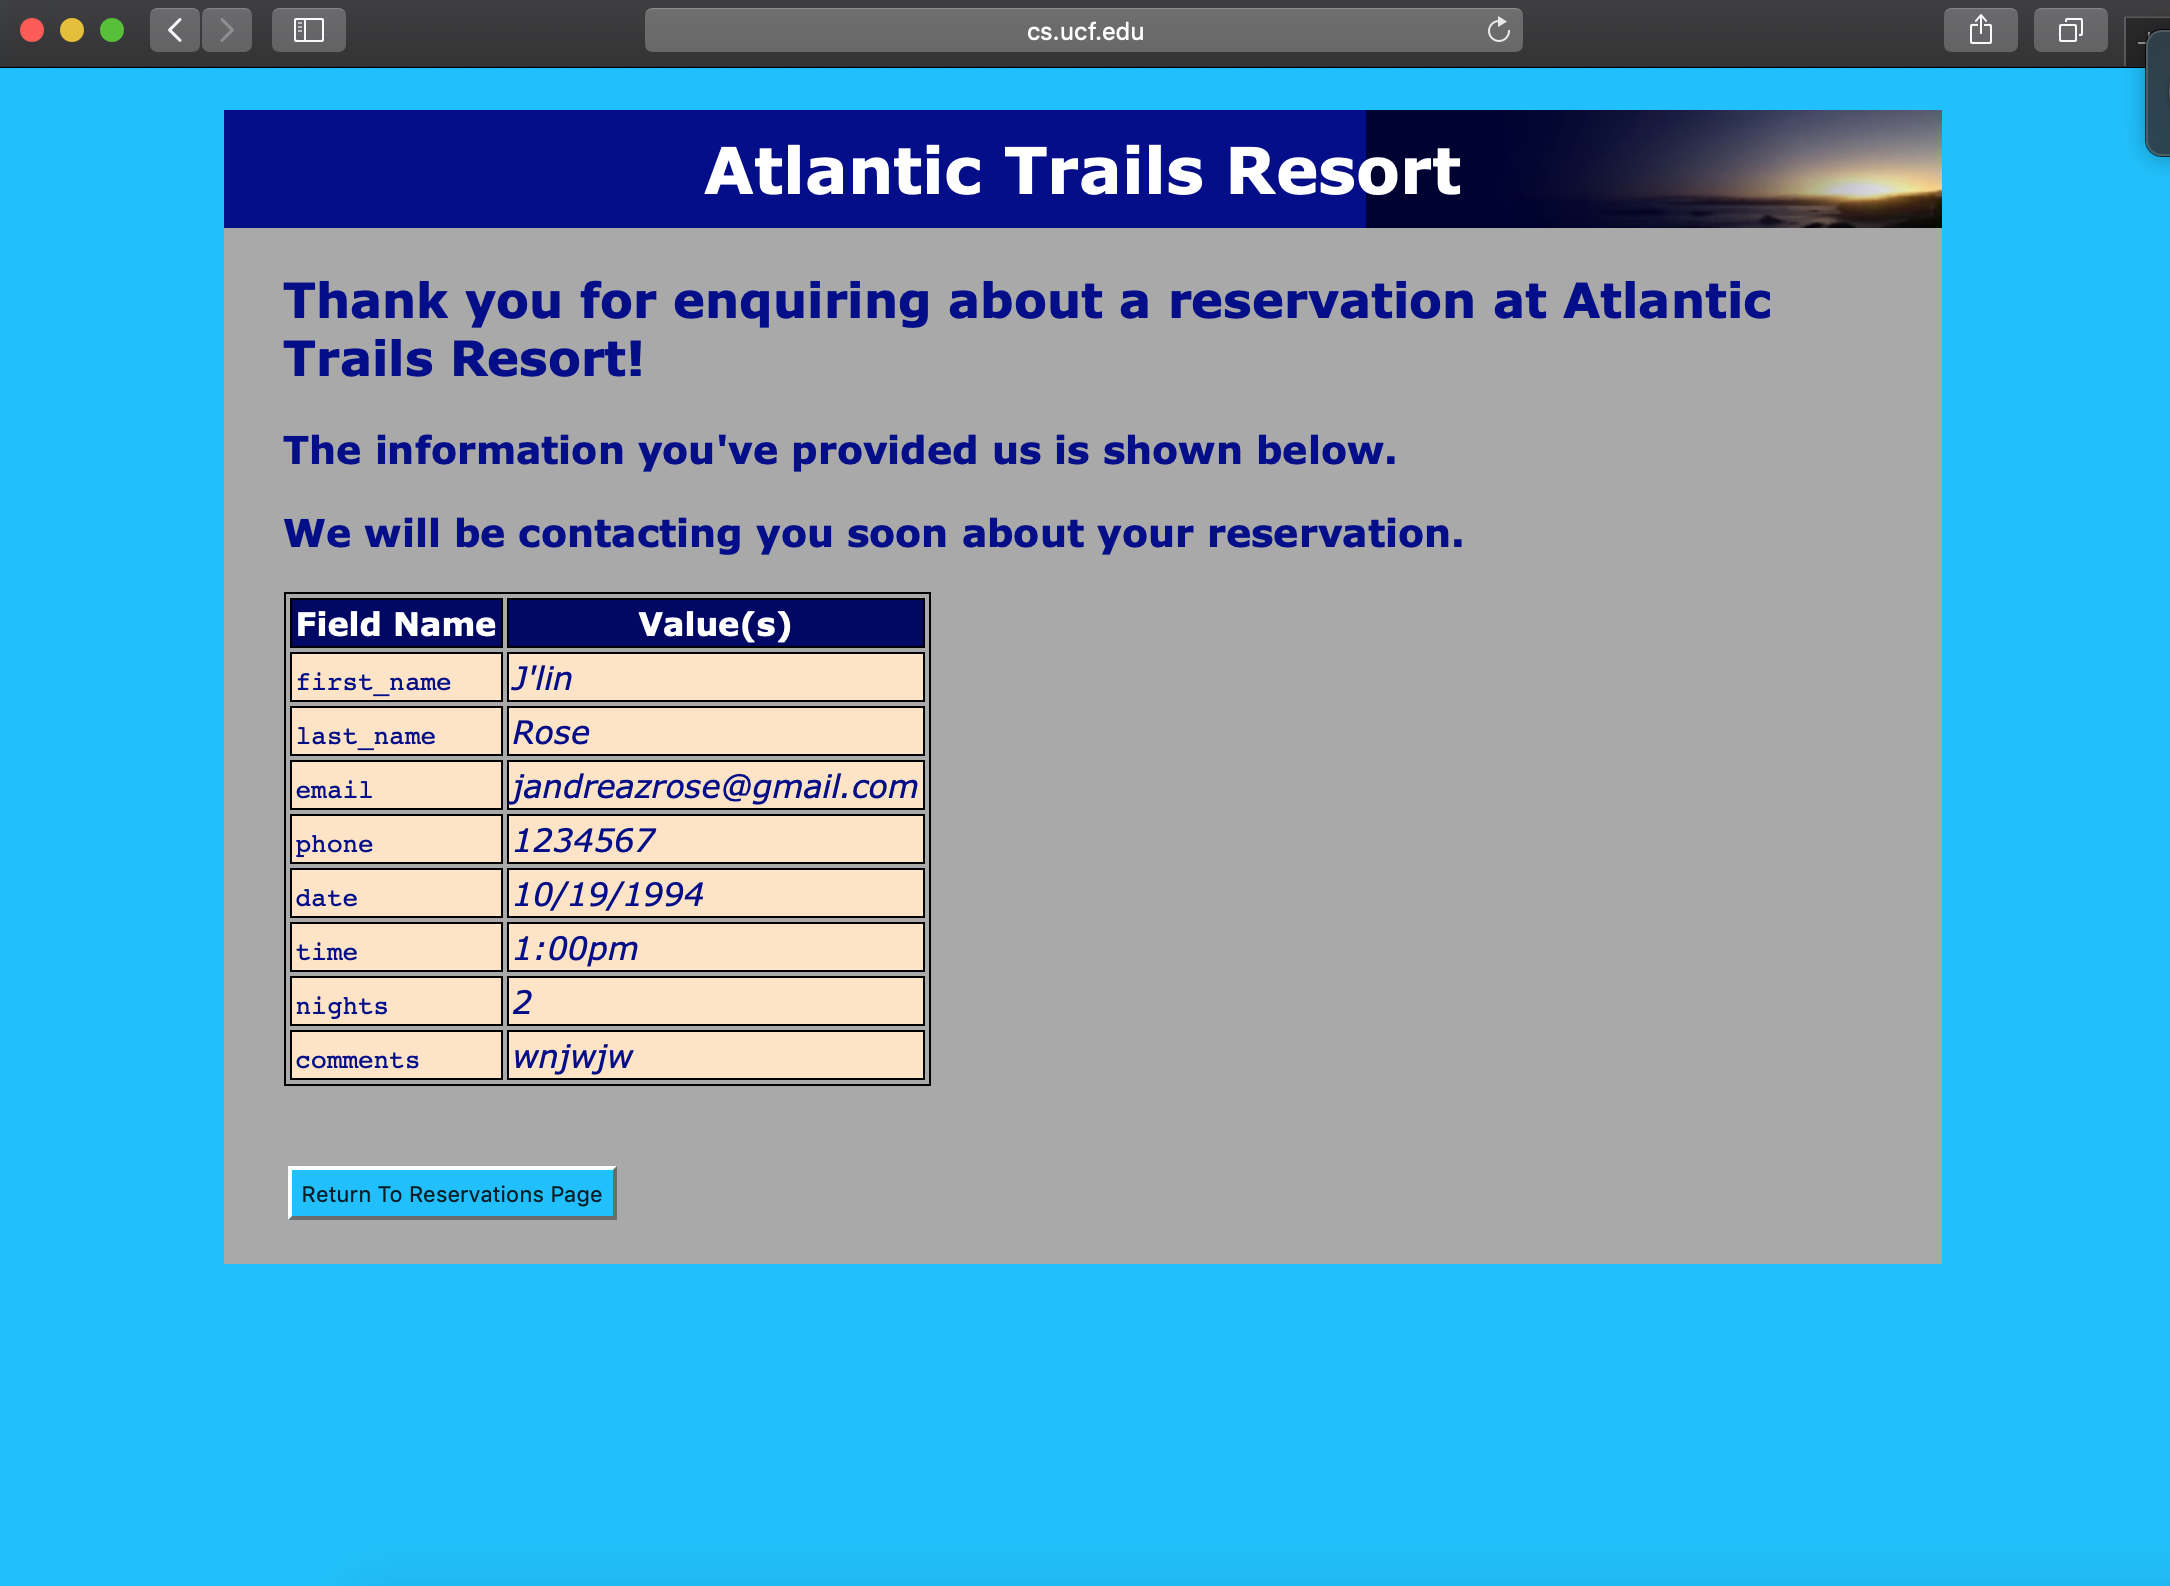 cs.ucf.edu
Atlantic Trails Resort
Thank you for enquiring about a reservation at Atlantic
Trails Resort!
The information you've provided us is shown below.
We will be contacting you soon about your reservation.
Field Name Value(s)
first_name J'lin
last_name Rose
email jandreazrose@gmail.com
phone 1234567
date 10/19/1994
time 1:00pm
nights 2
comments wnjwjw
Return To Reservations Page